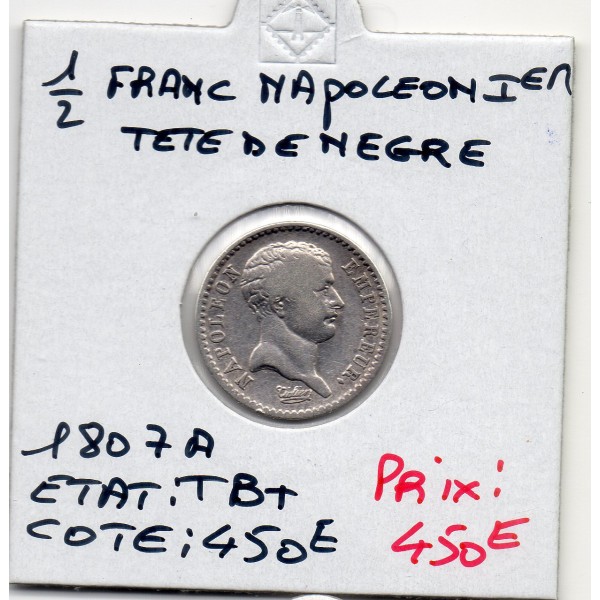 1/2 FRANC NAPOLEON IER
TETE DE NEGRE
NAPOLEON EMPEREUR.
1807A
ETAT: TB+
COTE: 450E
Prix:
450E